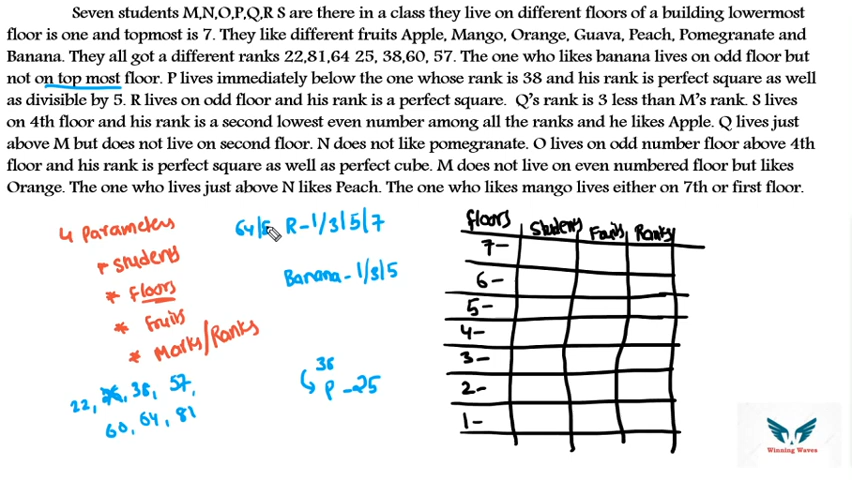 Seven students M,N,O,P,Q,R S are there in a class they live on different floors of a building lowermost
floor is one and topmost is 7. They like different fruits Apple, Mango, Orange, Guava, Peach, Pomegranate and
Banana. They all got a different ranks 22,81,64 25, 38,60, 57. The one who likes banana lives on odd floor but
not on top most floor. P lives immediately below the one whose rank is 38 and his rank is perfect square as well
as divisible by 5. R lives on odd floor and his rank is a perfect square.  Q's rank is 3 less than M's rank. S lives
on 4th floor and his rank is a second lowest even number among all the ranks and he likes Apple. Q lives just
above M but does not live on second floor. N does not like pomegranate. O lives on odd number floor above 4th
floor and his rank is perfect square as well as perfect cube. M does not live on even numbered floor but likes
Orange. The one who lives just above N likes Peach. The one who likes mango lives either on 7th or first floor.
4 Parameters
* Students
* floors
* fruits
* Marks/Ranks
22, 25, 38, 57,
60, 64, 81
64/8 R-1/3/5/7
Banana-1/3/5
38
P-25
floors Students Fruits Ranks
7-
6-
5-
4-
3-
2-
1-
Winning Waves